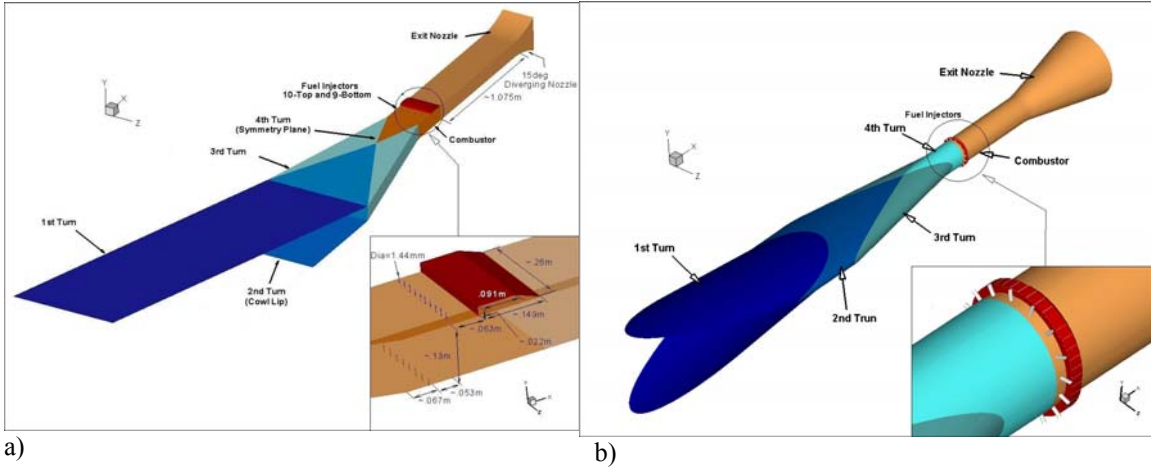 Exit Nozzle
15deg
Diverging Nozzle
~1.075m
Fuel Injectors
10-Top and 9-Bottom
4th Turn
(Symmetry Plane)
Combustor
3rd Turn
1st Turn
2nd Turn
(Cowl Lip)
Y
X
Z
Dia=1.44mm
~.26m
.091m
~.149m
~.063m
~.022m
~.13m
~.053m
~.067m
Y
X
Z
a)
Exit Nozzle
Fuel Injectors
4th Turn
Combustor
3rd Turn
1st Turn
2nd Trun
Y
X
Z
Y
X
Z
b)